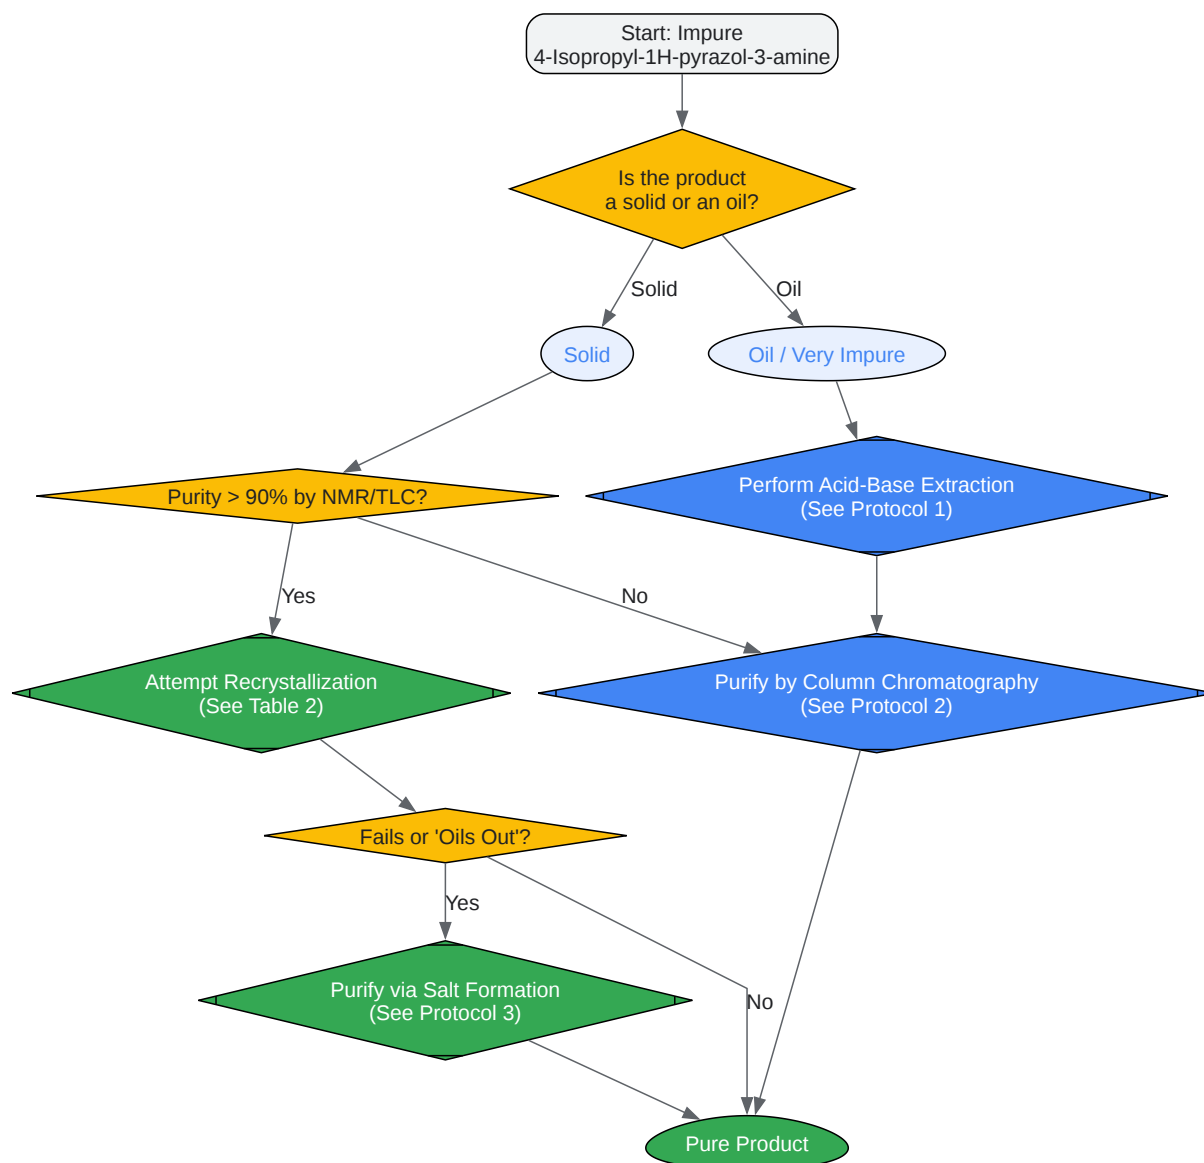 Start: Impure
4-Isopropyl-1H-pyrazol-3-amine
Is the product
a solid or an oil?
Solid
Oil
Solid
Oil / Very Impure
Purity > 90% by NMR/TLC?
Perform Acid-Base Extraction
(See Protocol 1)
Yes
No
Attempt Recrystallization
(See Table 2)
Purify by Column Chromatography
(See Protocol 2)
Fails or 'Oils Out'?
Yes
Purify via Salt Formation
(See Protocol 3)
No
Pure Product